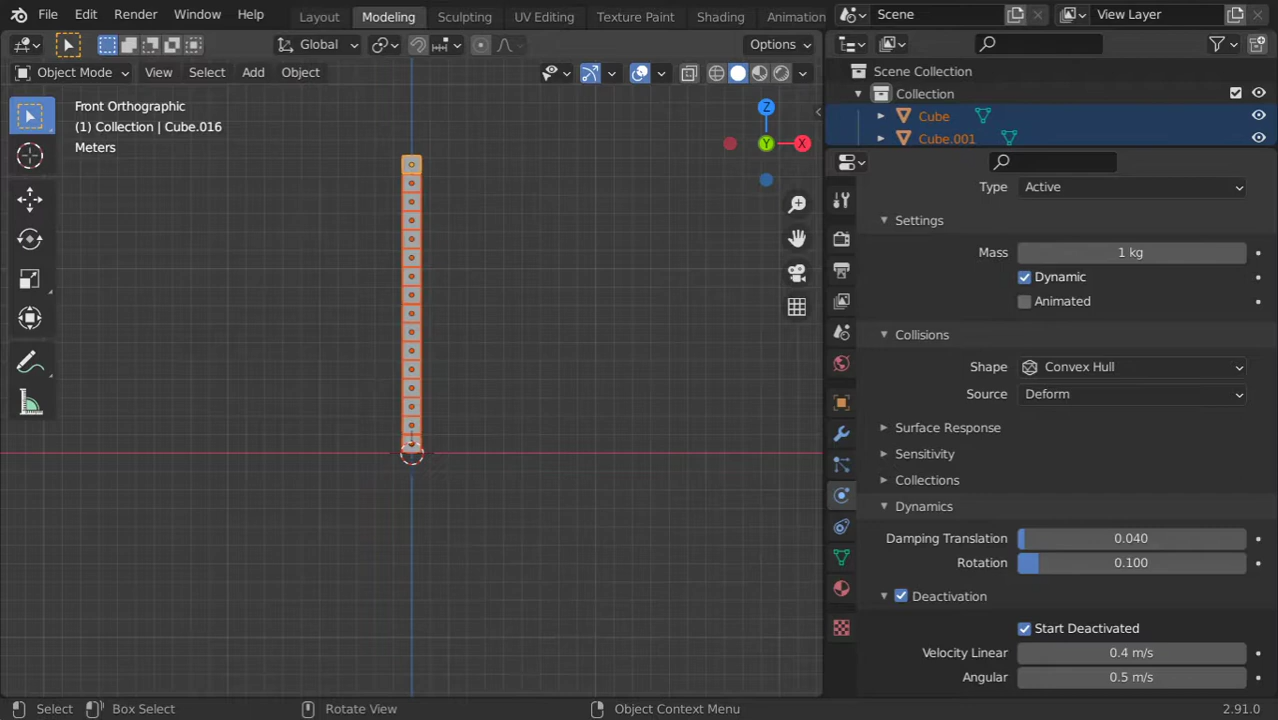 File Edit Render Window Help Layout Modeling Sculpting UV Editing Texture Paint Shading Animation Scene View Layer
Global Options
Object Mode View Select Add Object
Scene Collection
Collection
Cube
Cube.001
Front Orthographic
(1) Collection | Cube.016
Meters
Z
Y
X
Type Active
Settings
Mass 1 kg
Dynamic
Animated
Collisions
Shape Convex Hull
Source Deform
Surface Response
Sensitivity
Collections
Dynamics
Damping Translation 0.040
Rotation 0.100
Deactivation
Start Deactivated
Velocity Linear 0.4 m/s
Angular 0.5 m/s
Select Box Select Rotate View Object Context Menu 2.91.0